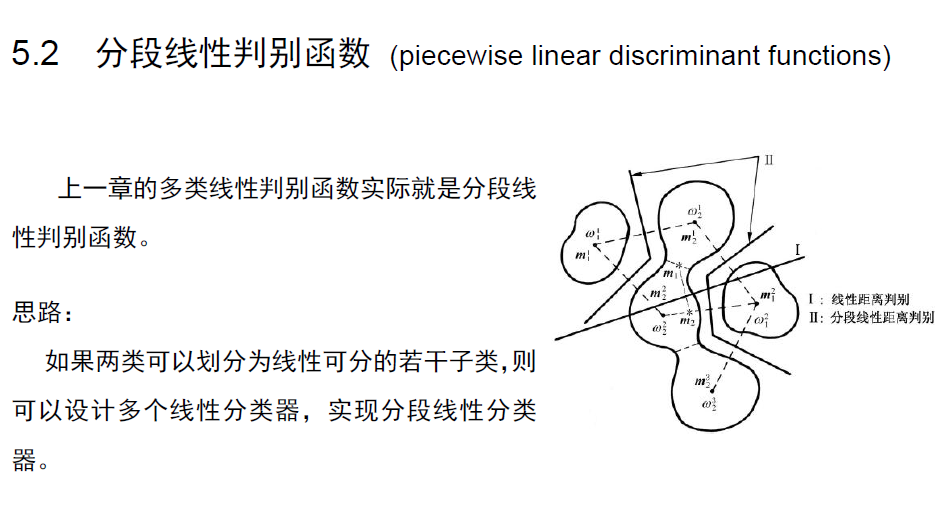 5.2 分段线性判别函数 (piecewise linear discriminant functions)
上一章的多类线性判别函数实际就是分段线
性判别函数。
思路：
如果两类可以划分为线性可分的若干子类,则
可以设计多个线性分类器，实现分段线性分类
器。
II
ω₂¹
m₂¹
ω₁¹
m₁¹
I
m₁
m₂²
ω₂²
m₂
m₁²
ω₁²
m₂³
ω₂³
I：线性距离判别
II：分段线性距离判别